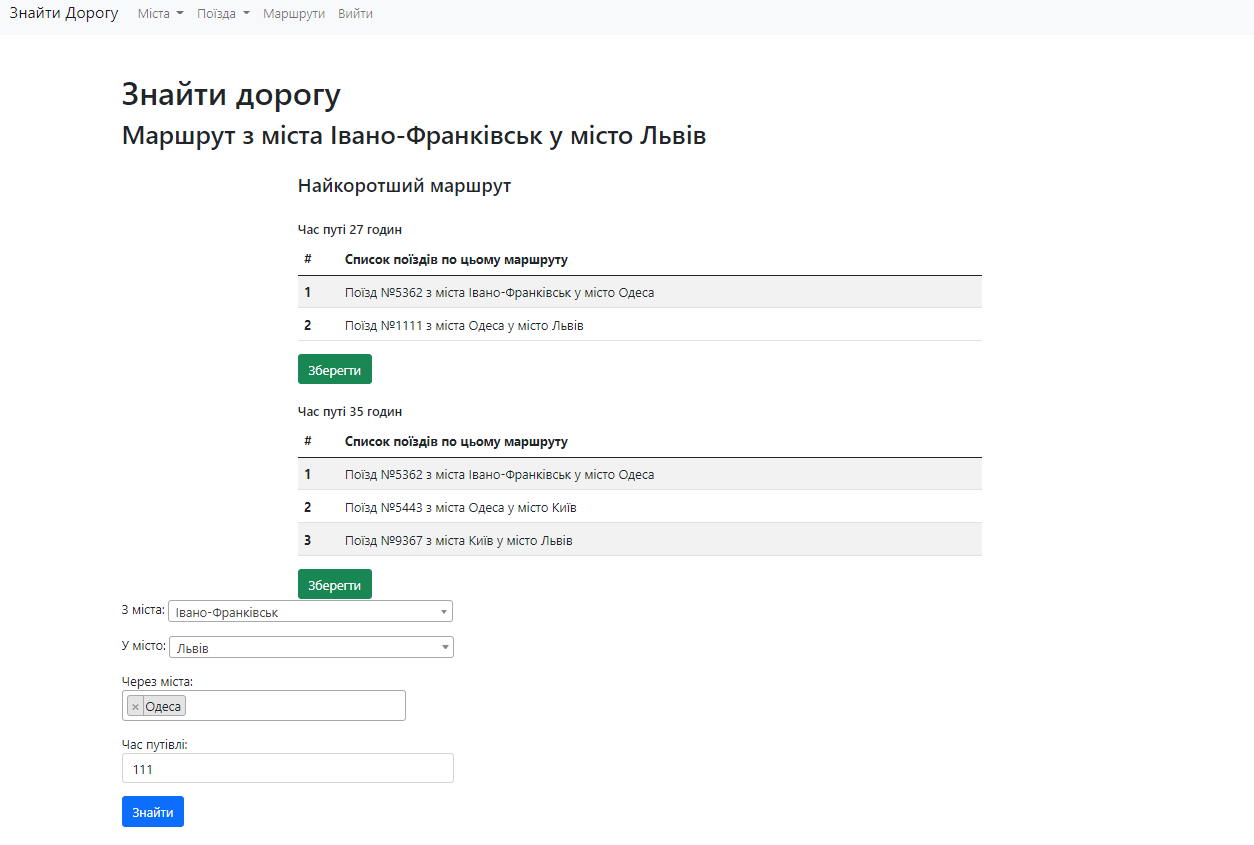 Знайти Дорогу Міста Поїзда Маршрути Вийти
Знайти дорогу
Маршрут з міста Івано-Франківськ у місто Львів
Найкоротший маршрут
Час путі 27 годин
# Список поїздів по цьому маршруту
1 Поїзд №5362 з міста Івано-Франківськ у місто Одеса
2 Поїзд №1111 з міста Одеса у місто Львів
Зберегти
Час путі 35 годин
# Список поїздів по цьому маршруту
1 Поїзд №5362 з міста Івано-Франківськ у місто Одеса
2 Поїзд №5443 з міста Одеса у місто Київ
3 Поїзд №9367 з міста Київ у місто Львів
Зберегти
З міста: Івано-Франківськ
У місто: Львів
Через міста:
× Одеса
Час путівлі:
111
Знайти